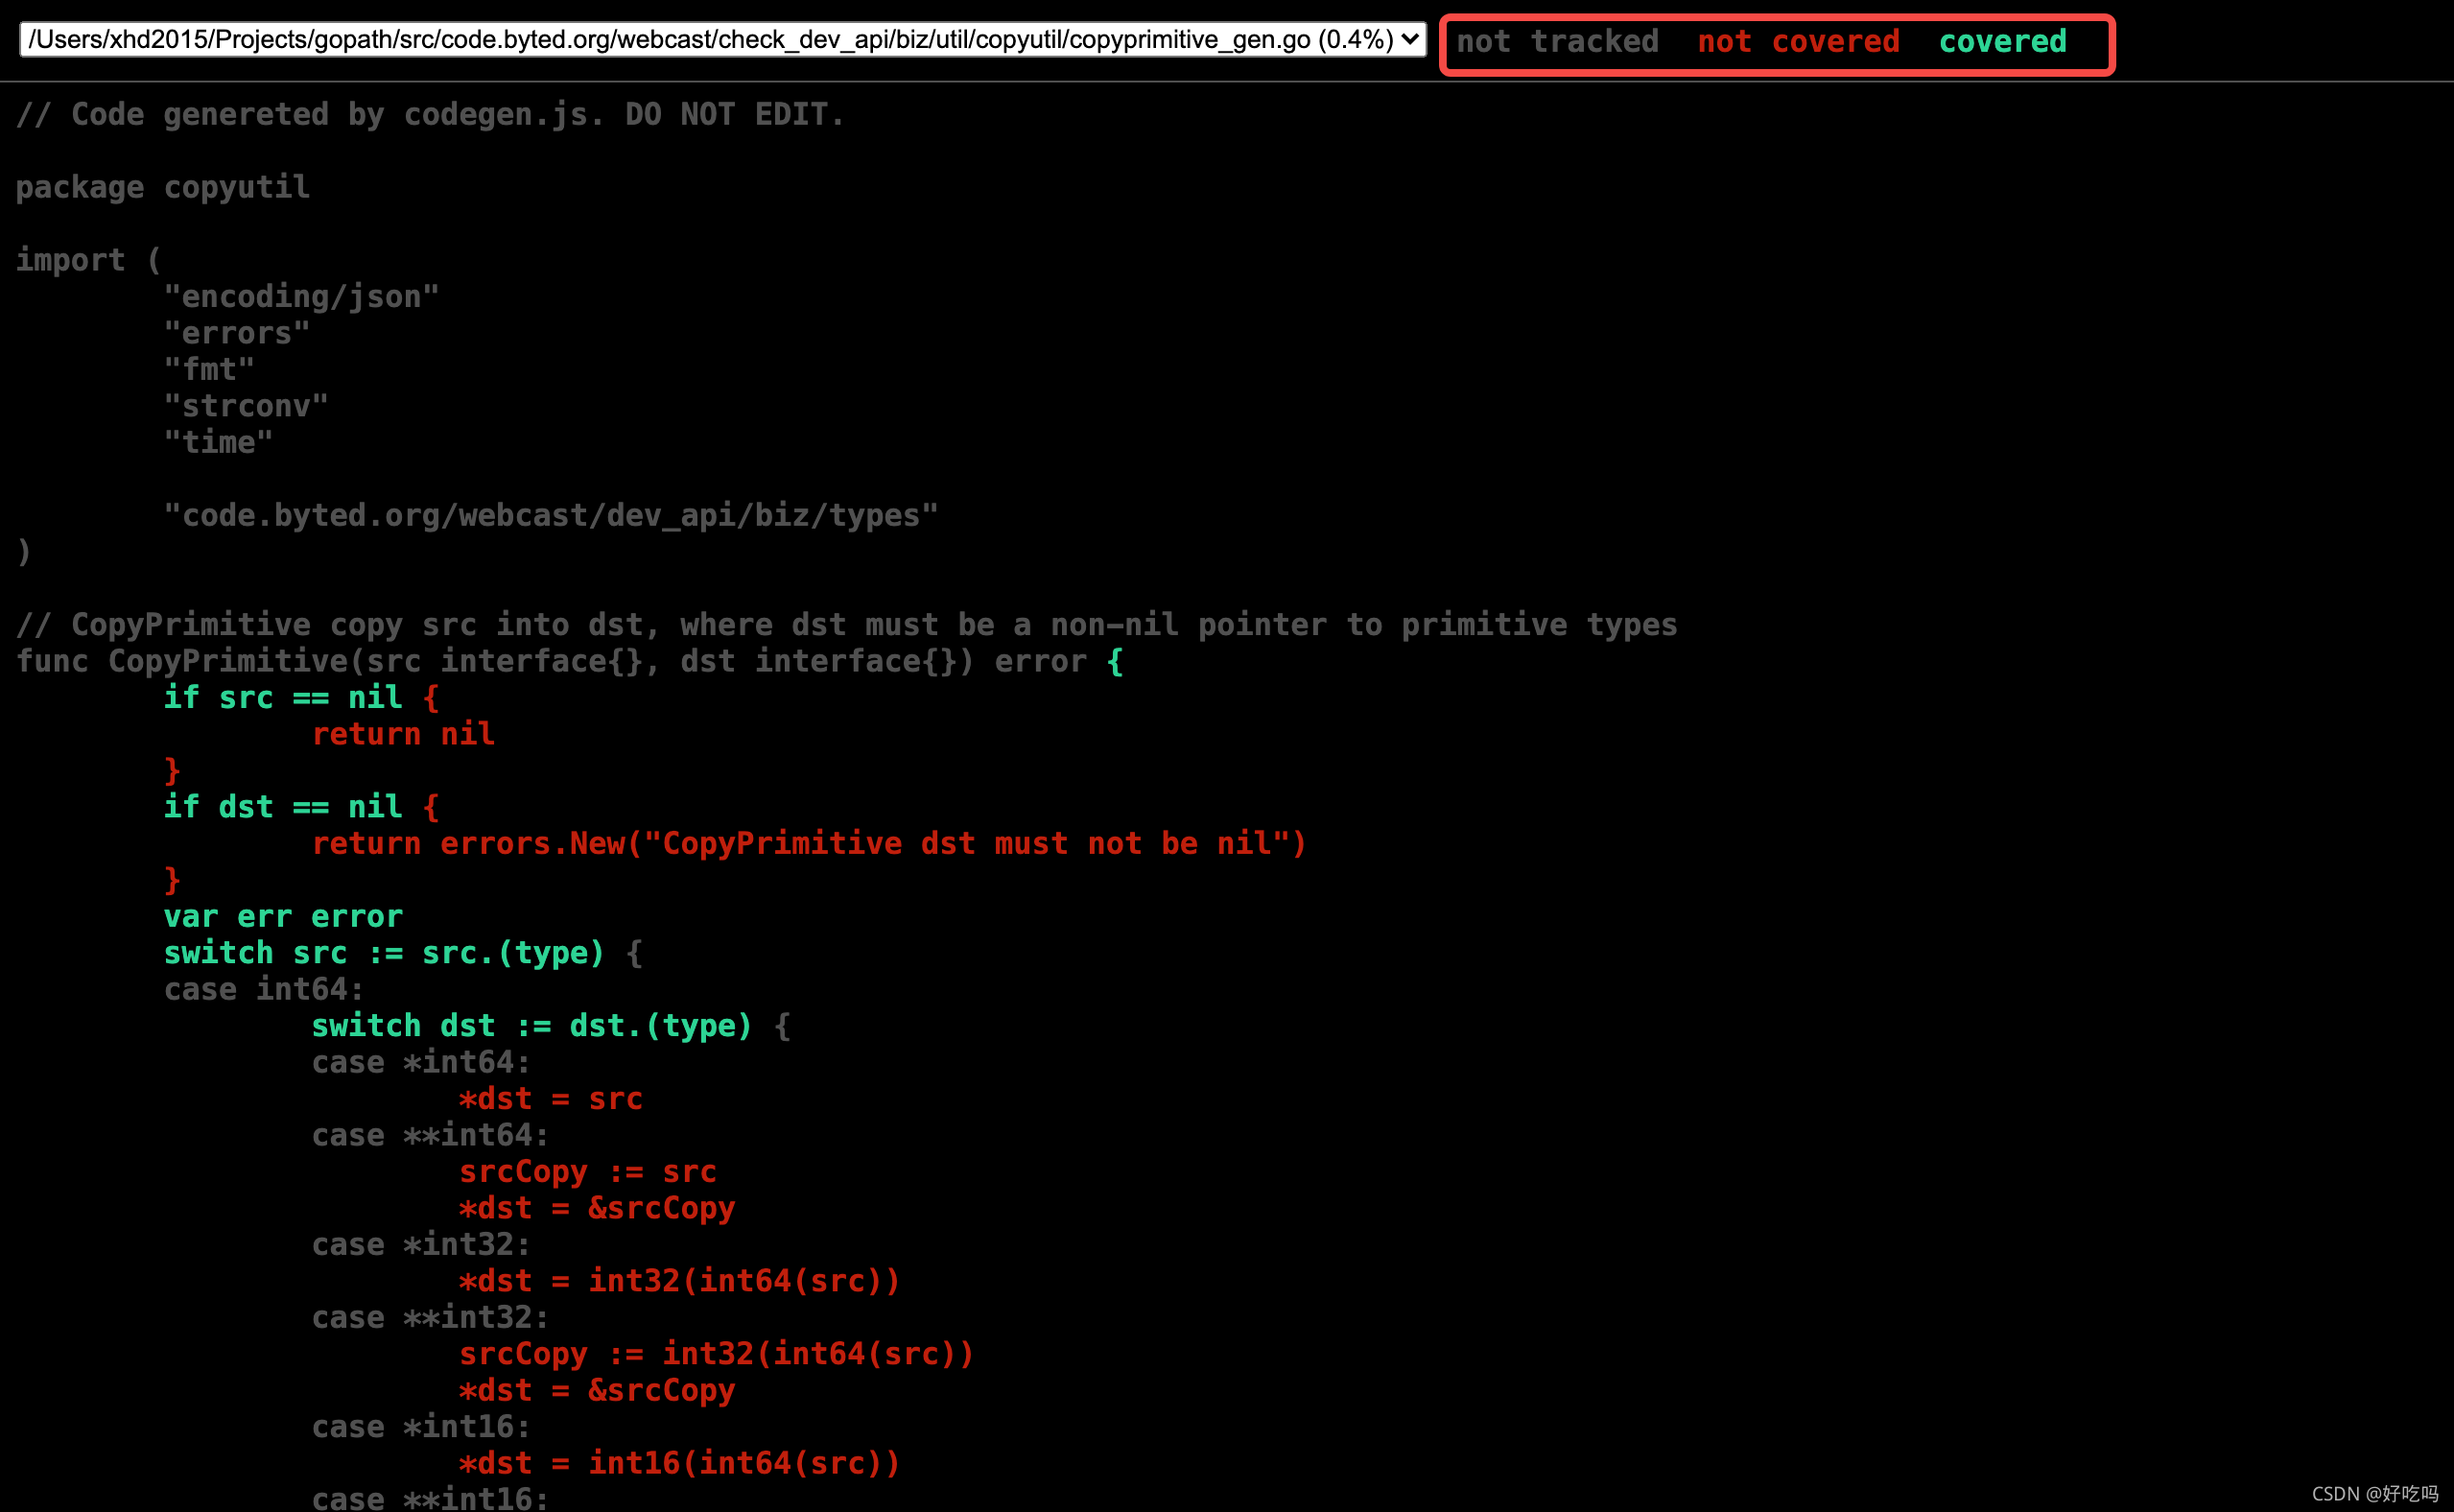 /Users/xhd2015/Projects/gopath/src/code.byted.org/webcast/check_dev_api/biz/util/copyutil/copyprimitive_gen.go (0.4%) not tracked not covered covered
// Code genereted by codegen.js. DO NOT EDIT.
package copyutil
import (
"encoding/json"
"errors"
"fmt"
"strconv"
"time"
"code.byted.org/webcast/dev_api/biz/types"
)
// CopyPrimitive copy src into dst, where dst must be a non-nil pointer to primitive types
func CopyPrimitive(src interface{}, dst interface{}) error {
if src == nil {
return nil
}
if dst == nil {
return errors.New("CopyPrimitive dst must not be nil")
}
var err error
switch src := src.(type) {
case int64:
switch dst := dst.(type) {
case *int64:
*dst = src
case **int64:
srcCopy := src
*dst = &srcCopy
case *int32:
*dst = int32(int64(src))
case **int32:
srcCopy := int32(int64(src))
*dst = &srcCopy
case *int16:
*dst = int16(int64(src))
case **int16:
CSDN @好吃吗